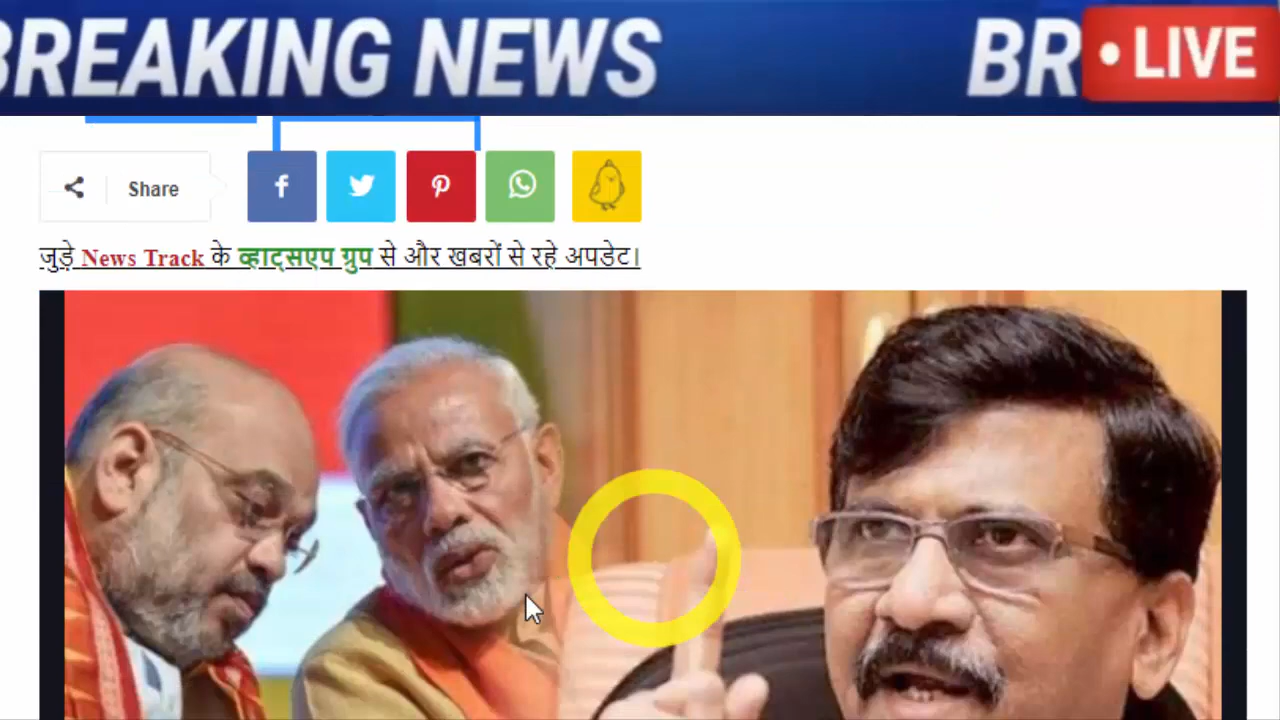 BREAKING NEWS BR
• LIVE
Share
जुड़े News Track के व्हाट्सएप ग्रुप से और खबरों से रहे अपडेट।